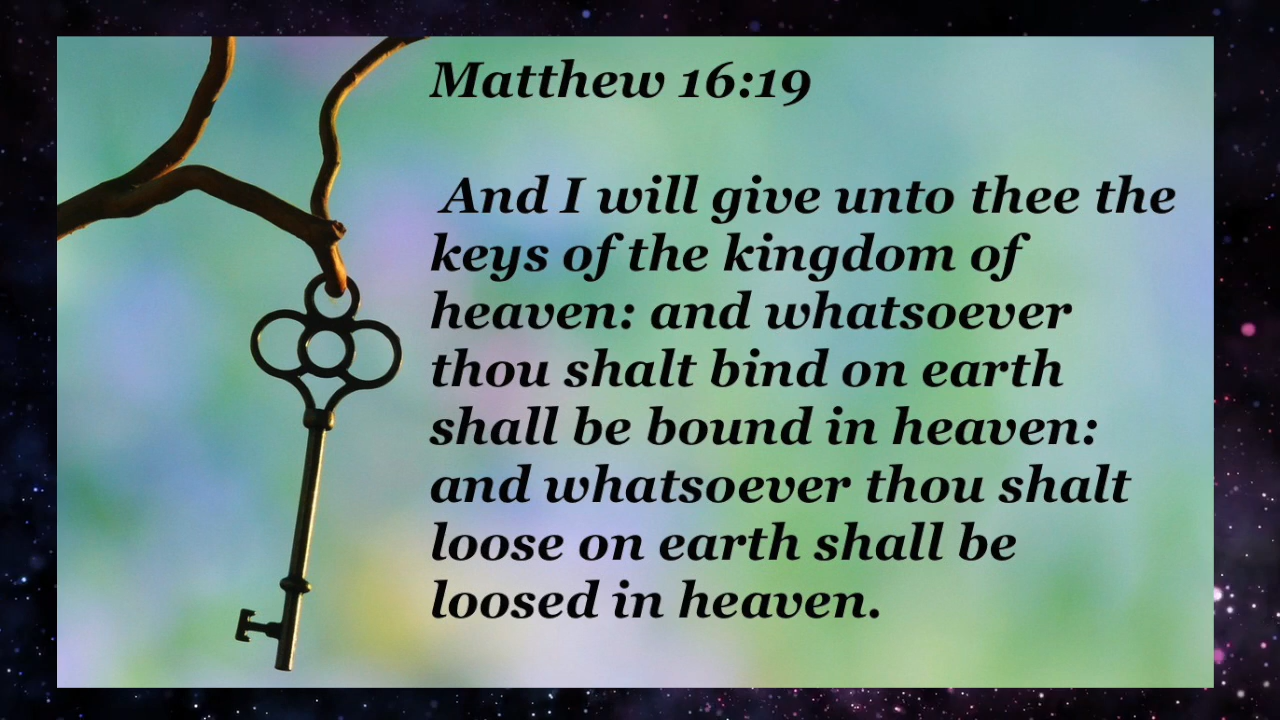 Matthew 16:19
And I will give unto thee the
keys of the kingdom of
heaven: and whatsoever
thou shalt bind on earth
shall be bound in heaven:
and whatsoever thou shalt
loose on earth shall be
loosed in heaven.